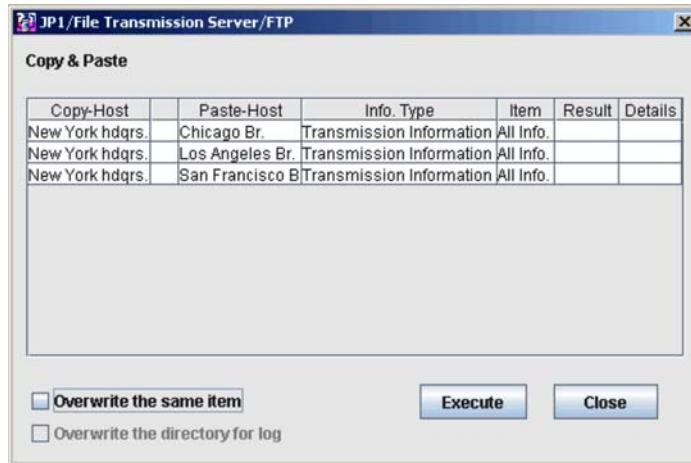 JP1/File Transmission Server/FTP
Copy & Paste
Copy-Host Paste-Host Info. Type Item Result Details
New York hdqrs. Chicago Br. Transmission Information All Info.
New York hdqrs. Los Angeles Br. Transmission Information All Info.
New York hdqrs. San Francisco B Transmission Information All Info.
Overwrite the same item Execute Close
Overwrite the directory for log